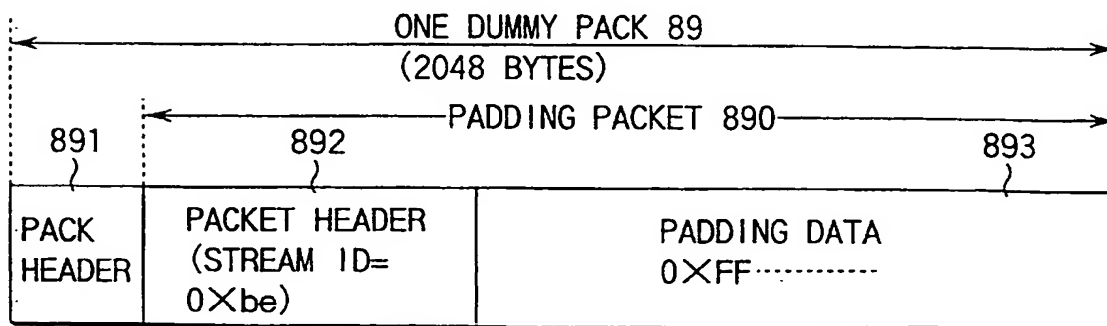 ONE DUMMY PACK 89
(2048 BYTES)
PADDING PACKET 890
891
892
893
PACK
HEADER
PACKET HEADER
(STREAM ID=
0×be)
PADDING DATA
0×FF------------